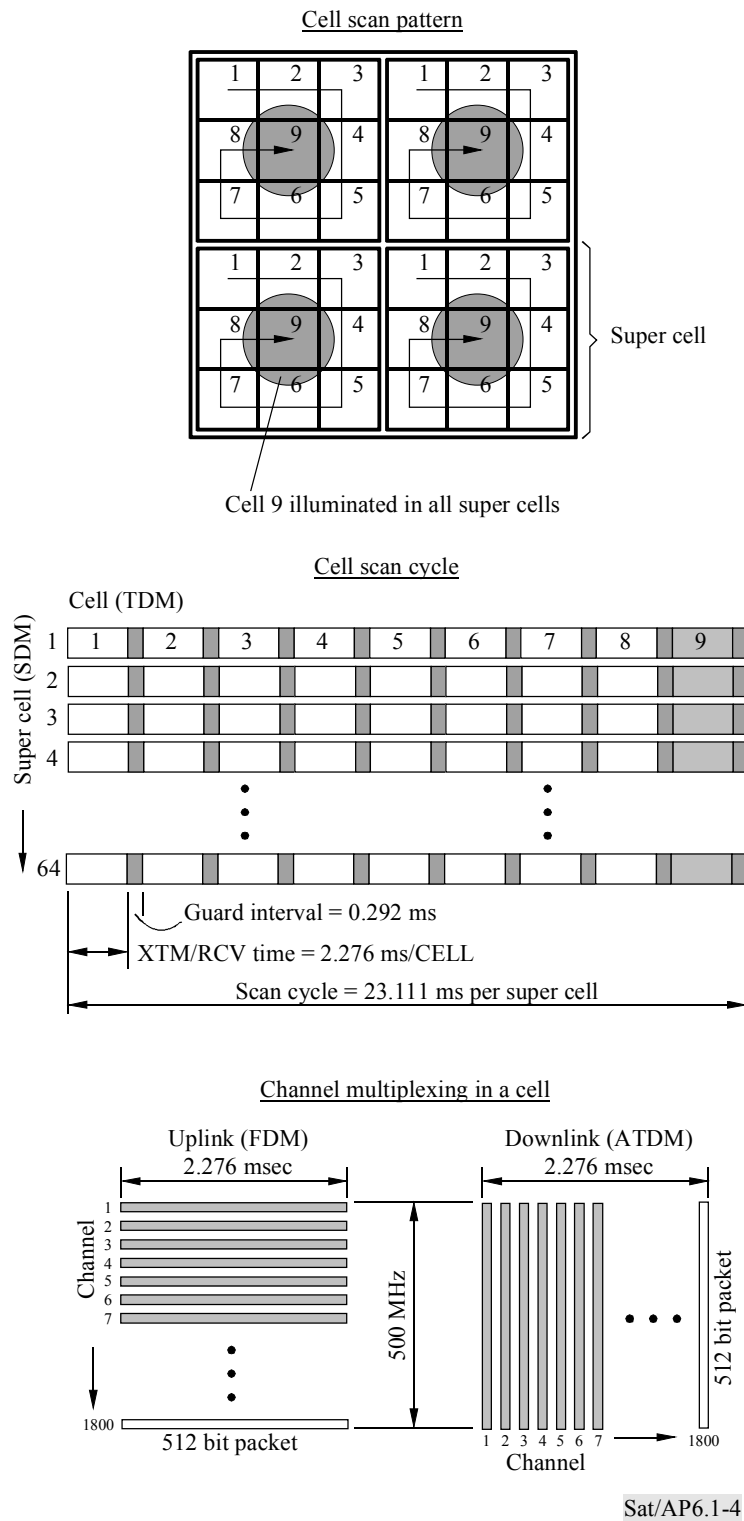 Cell scan pattern
1 2 3 1 2 3
8 9 4 8 9 4
7 6 5 7 6 5
1 2 3 1 2 3
8 9 4 8 9 4
7 6 5 7 6 5
Super cell
Cell 9 illuminated in all super cells
Cell scan cycle
Cell (TDM)
Super cell (SDM)
1 1 2 3 4 5 6 7 8 9
2
3
4
64
Guard interval = 0.292 ms
XTM/RCV time = 2.276 ms/CELL
Scan cycle = 23.111 ms per super cell
Channel multiplexing in a cell
Uplink (FDM)
2.276 msec
Channel
1
2
3
4
5
6
7
1800
512 bit packet
500 MHz
Downlink (ATDM)
2.276 msec
512 bit packet
1 2 3 4 5 6 7 1800
Channel
Sat/AP6.1-4